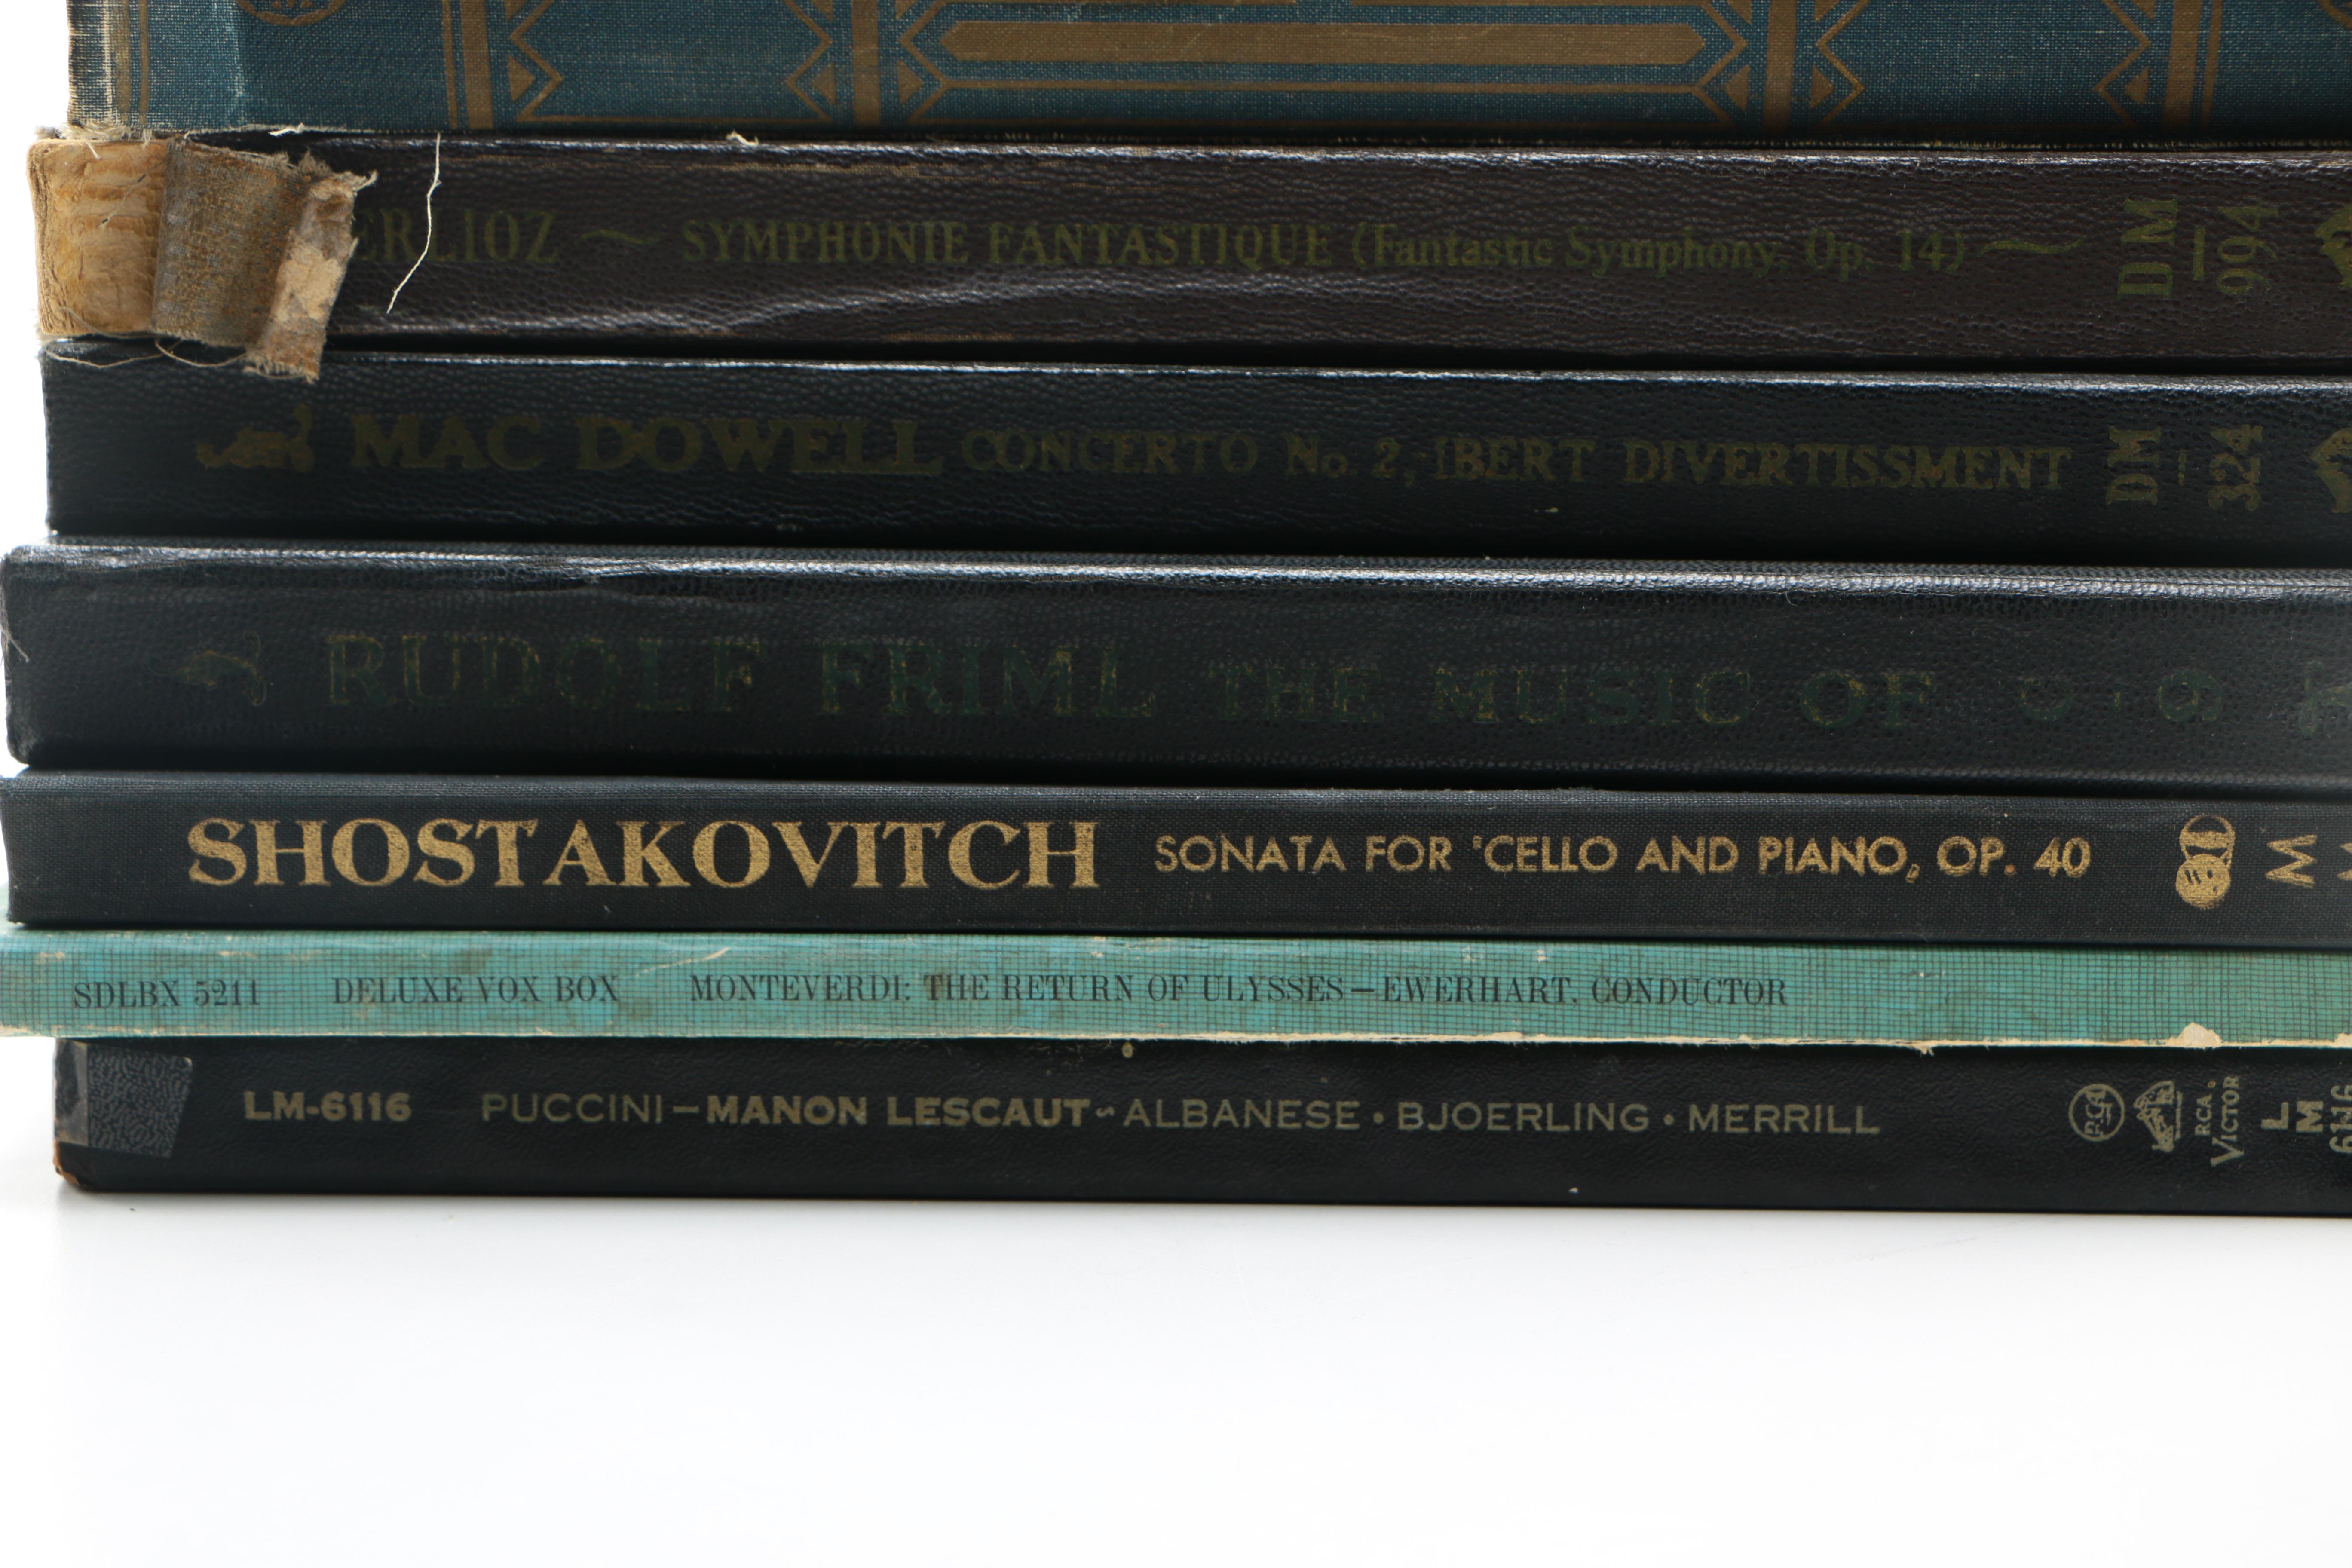 ERLIOZ ~ SYMPHONIE FANTASTIQUE (Fantastic Symphony, Op. 14) ~ DM 994
MAC DOWELL CONCERTO No. 2, IBERT DIVERTISSMENT DM 324
RUDOLF FRIML THE MUSIC OF C - 9
SHOSTAKOVITCH SONATA FOR 'CELLO AND PIANO, OP. 40 M
SDLBX 5211 DELUXE VOX BOX MONTEVERDI: THE RETURN OF ULYSSES—EWERHART, CONDUCTOR
LM-6116 PUCCINI—MANON LESCAUT~ALBANESE • BJOERLING • MERRILL RCA RCA VICTOR LM 6116